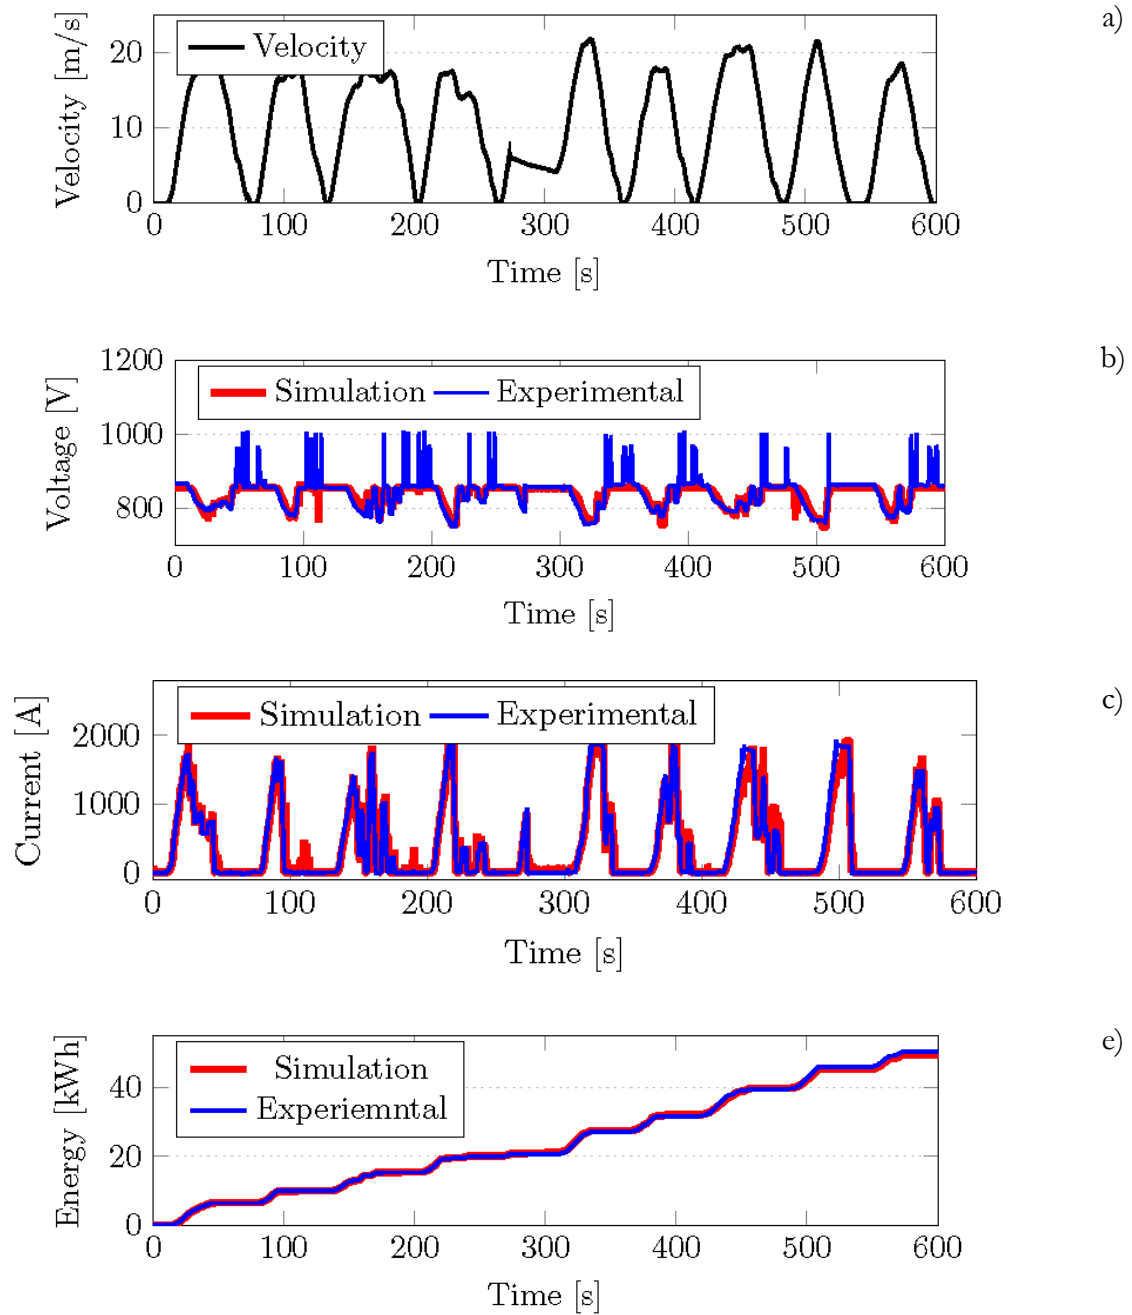 a)
Velocity [m/s]
20
10
0
Velocity
0 100 200 300 400 500 600
Time [s]
b)
Voltage [V]
1200
1000
800
Simulation Experimental
0 100 200 300 400 500 600
Time [s]
c)
Current [A]
2000
1000
0
Simulation Experimental
0 100 200 300 400 500 600
Time [s]
e)
Energy [kWh]
40
20
0
Simulation
Experiemntal
0 100 200 300 400 500 600
Time [s]